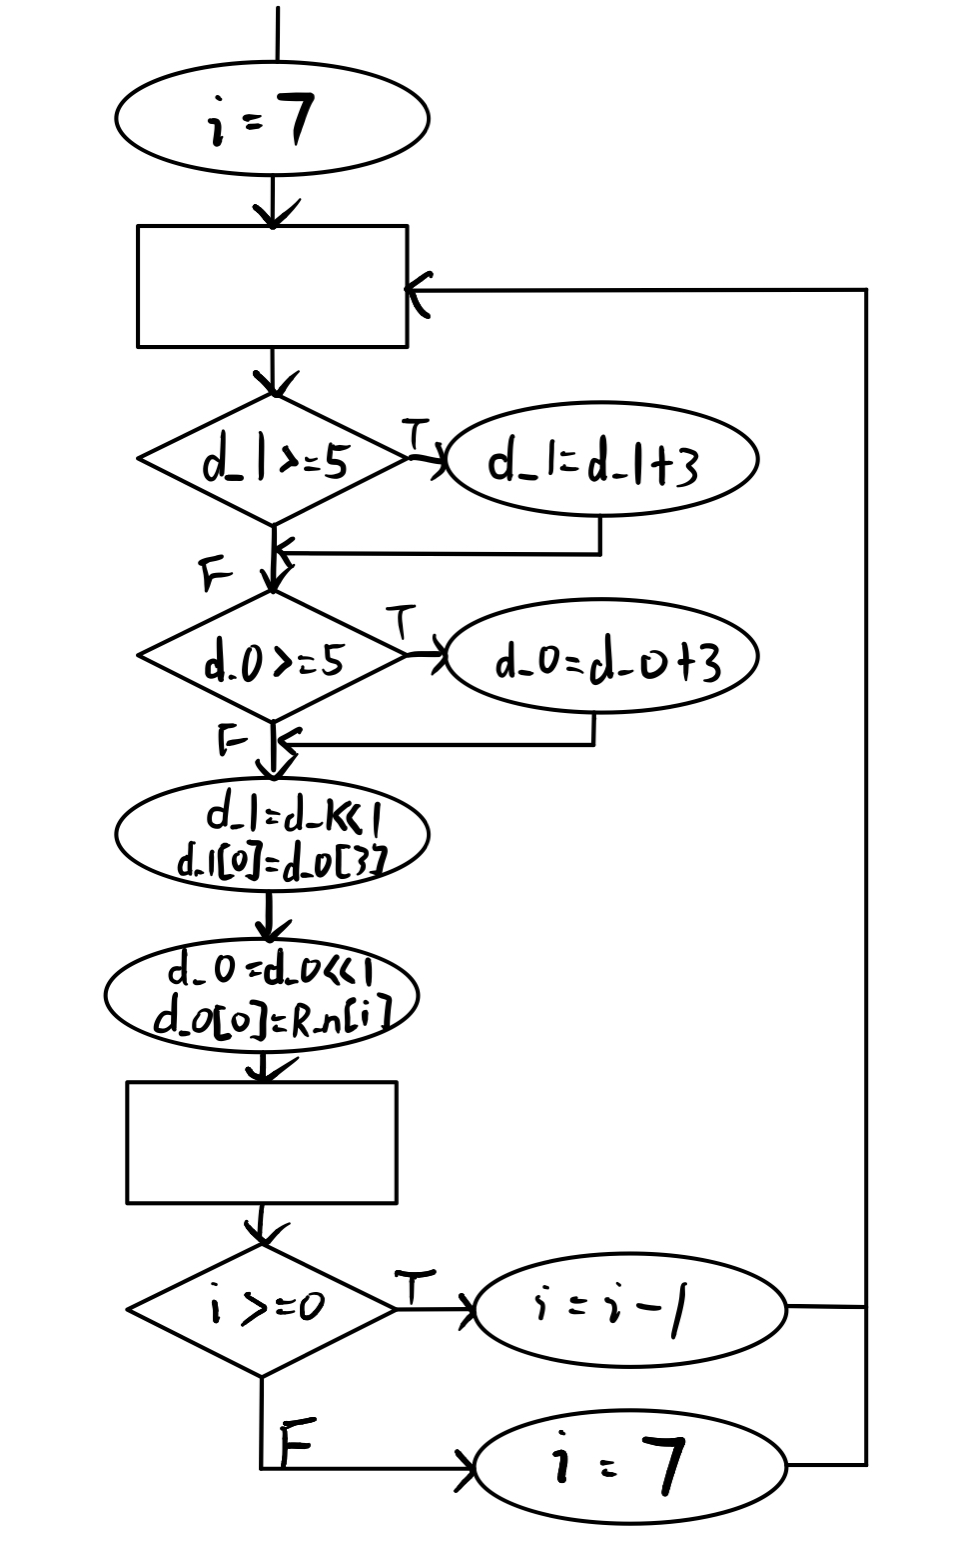 i = 7
d_1>=5
T
d_1=d_1+3
F
d_0>=5
T
d_0=d_0+3
F
d_1=d_1<<1
d_1[0]=d_0[3]
d_0=d_0<<1
d_0[0]=R_n[i]
i >=0
T
i = i-1
F
i = 7